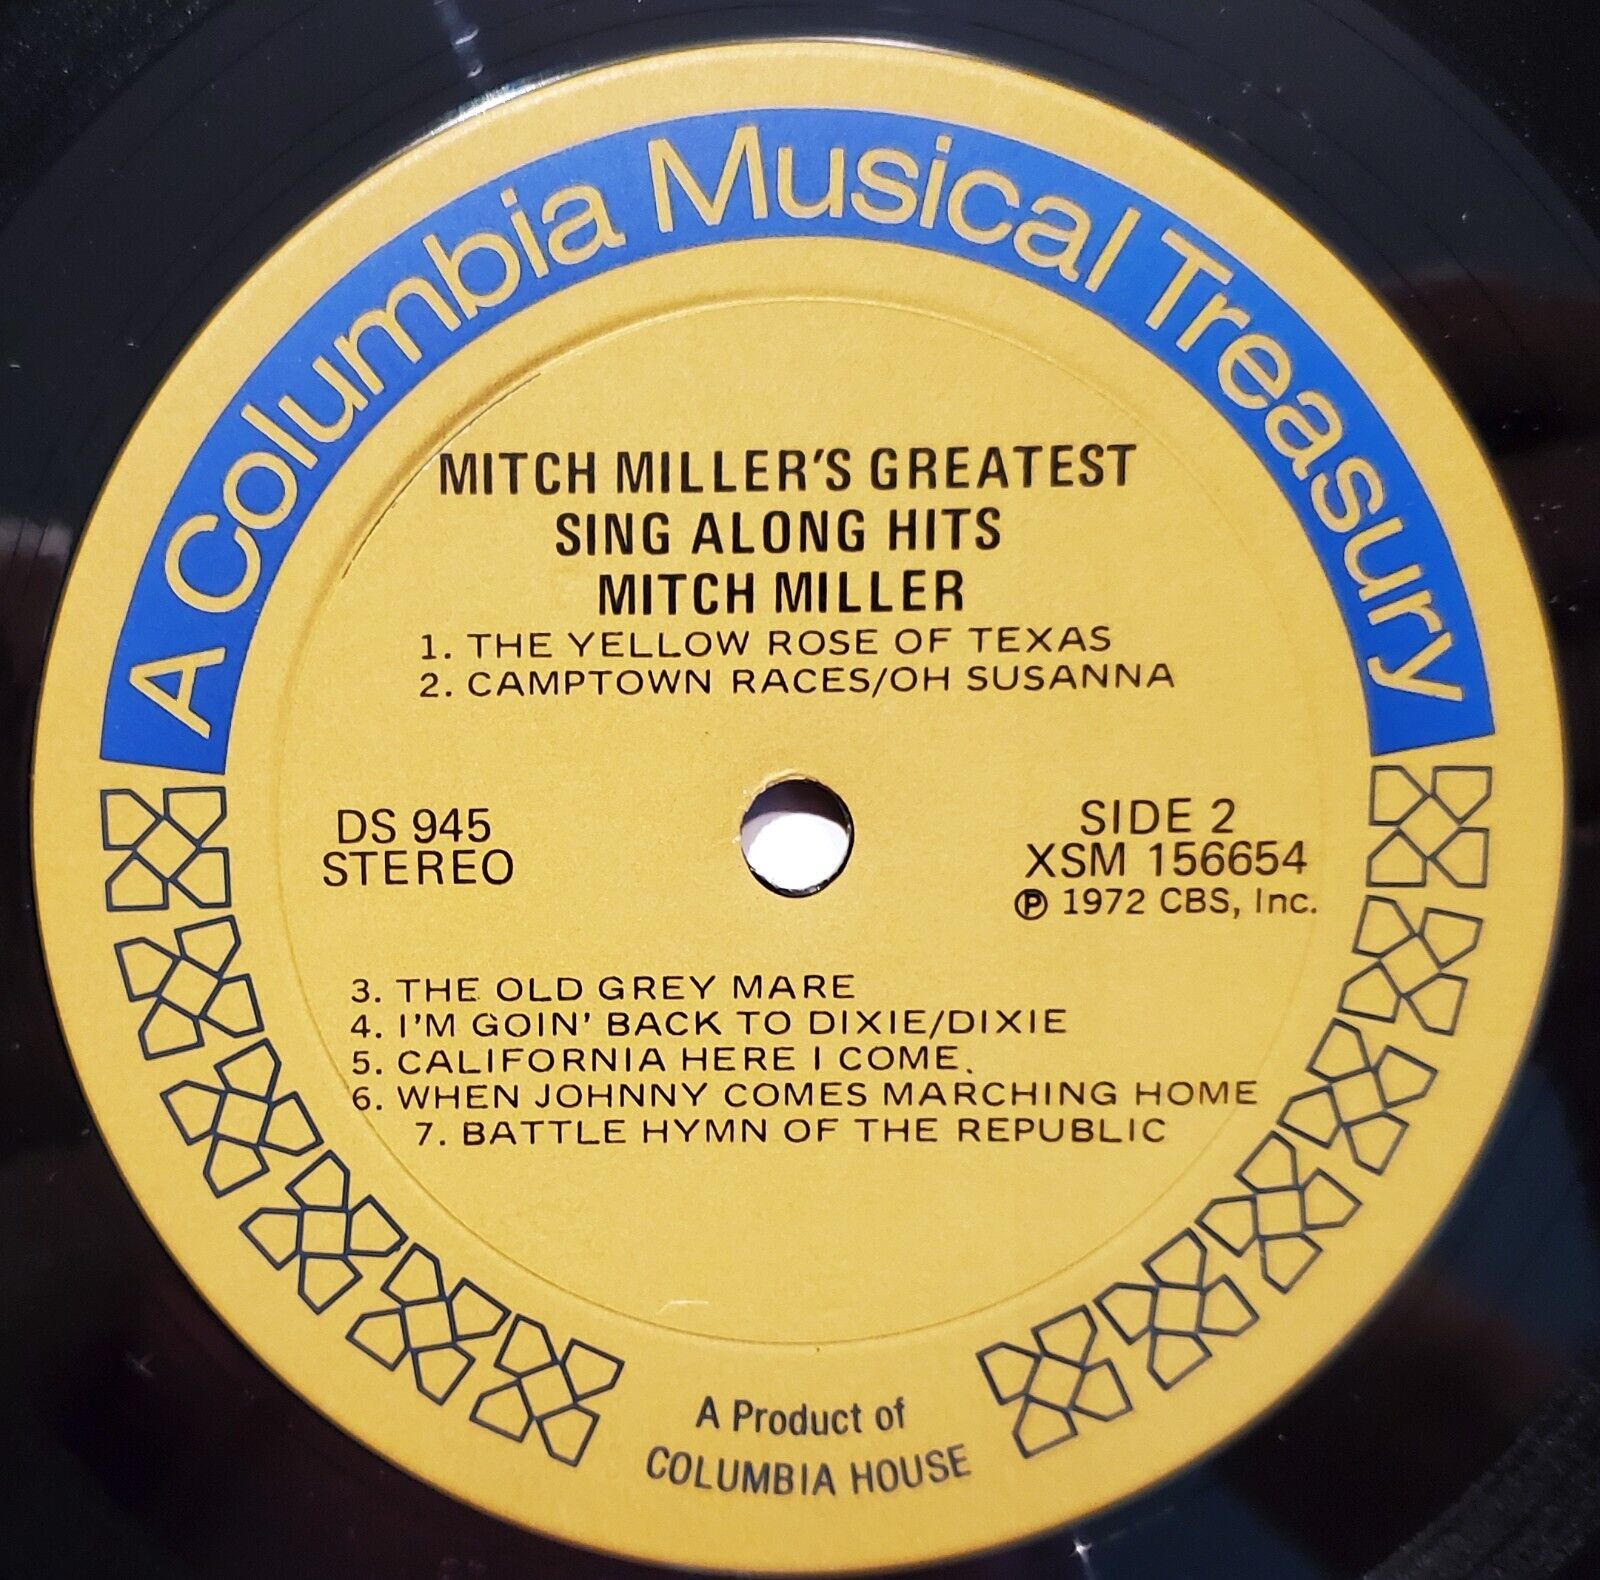 A Columbia Musical Treasury
MITCH MILLER'S GREATEST
SING ALONG HITS
MITCH MILLER
1. THE YELLOW ROSE OF TEXAS
2. CAMPTOWN RACES/OH SUSANNA
DS 945
STEREO
SIDE 2
XSM 156654
℗ 1972 CBS, Inc.
3. THE OLD GREY MARE
4. I'M GOIN' BACK TO DIXIE/DIXIE
5. CALIFORNIA HERE I COME.
6. WHEN JOHNNY COMES MARCHING HOME
7. BATTLE HYMN OF THE REPUBLIC
A Product of
COLUMBIA HOUSE